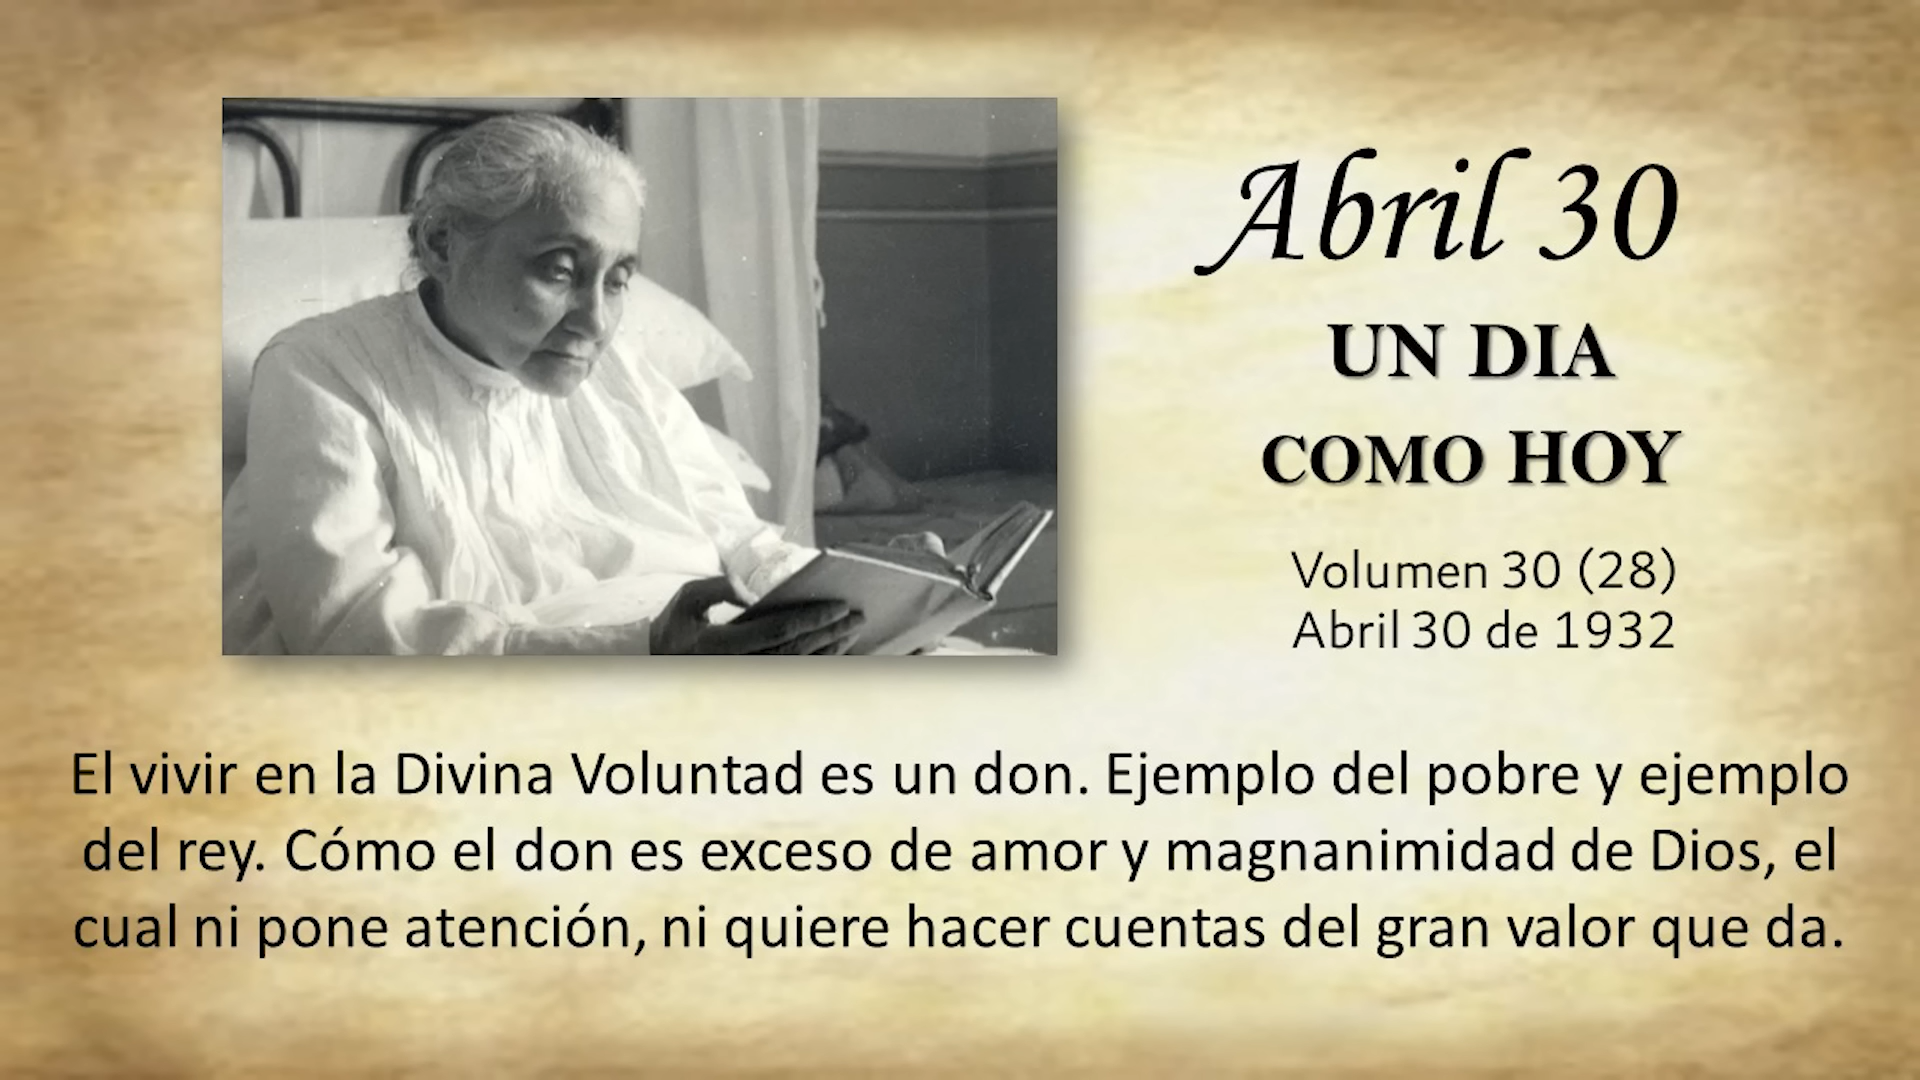 Abril 30
UN DIA
COMO HOY
Volumen 30 (28)
Abril 30 de 1932
El vivir en la Divina Voluntad es un don. Ejemplo del pobre y ejemplo
del rey. Cómo el don es exceso de amor y magnanimidad de Dios, el
cual ni pone atención, ni quiere hacer cuentas del gran valor que da.